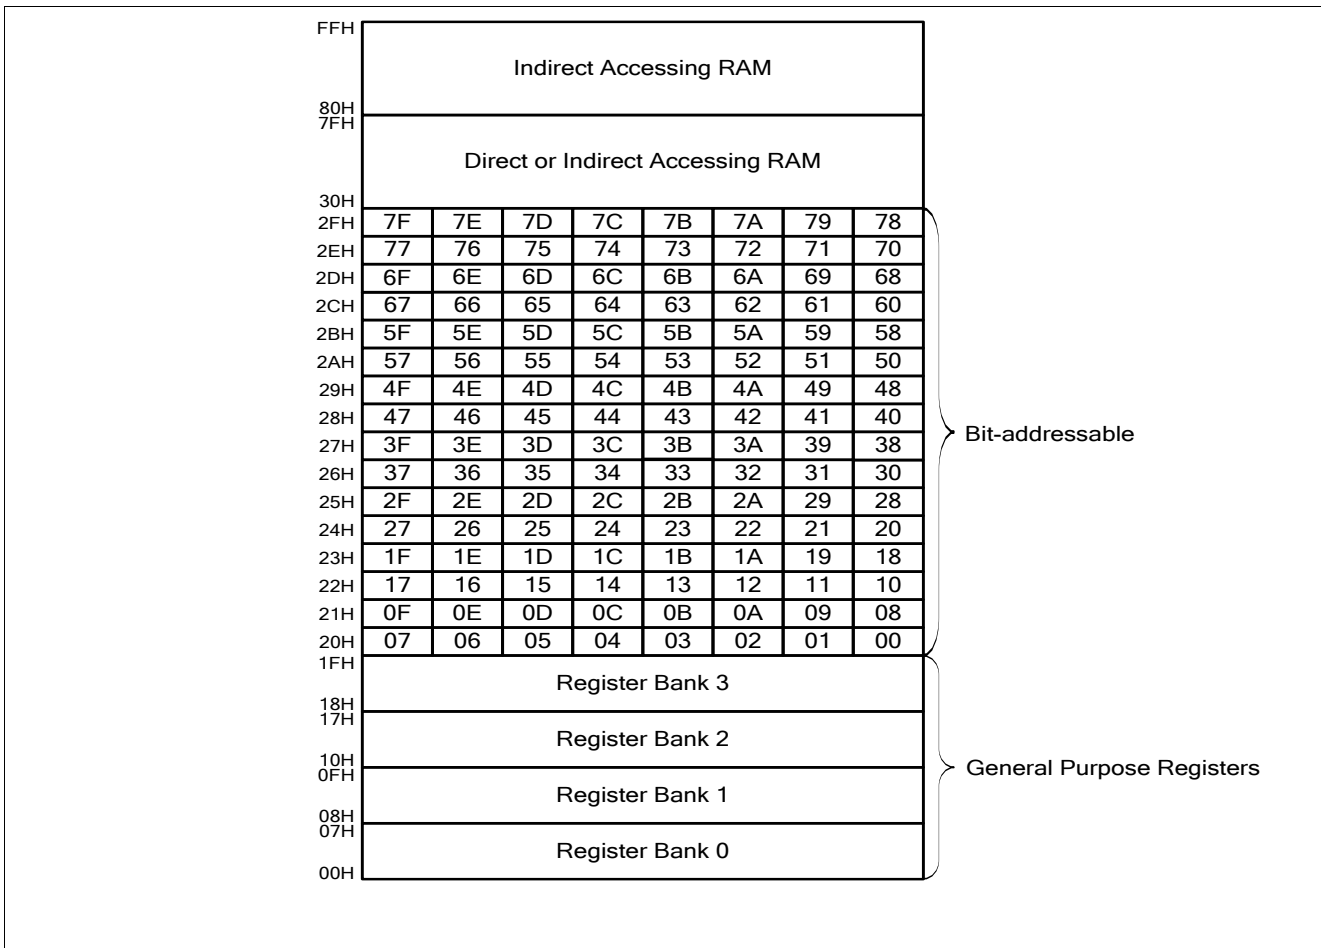 FFH
Indirect Accessing RAM
80H
7FH
Direct or Indirect Accessing RAM
30H
2FH 7F 7E 7D 7C 7B 7A 79 78
2EH 77 76 75 74 73 72 71 70
2DH 6F 6E 6D 6C 6B 6A 69 68
2CH 67 66 65 64 63 62 61 60
2BH 5F 5E 5D 5C 5B 5A 59 58
2AH 57 56 55 54 53 52 51 50
29H 4F 4E 4D 4C 4B 4A 49 48
28H 47 46 45 44 43 42 41 40
Bit-addressable
27H 3F 3E 3D 3C 3B 3A 39 38
26H 37 36 35 34 33 32 31 30
25H 2F 2E 2D 2C 2B 2A 29 28
24H 27 26 25 24 23 22 21 20
23H 1F 1E 1D 1C 1B 1A 19 18
22H 17 16 15 14 13 12 11 10
21H 0F 0E 0D 0C 0B 0A 09 08
20H 07 06 05 04 03 02 01 00
1FH
Register Bank 3
18H
17H
Register Bank 2
10H
General Purpose Registers
0FH
Register Bank 1
08H
07H
Register Bank 0
00H